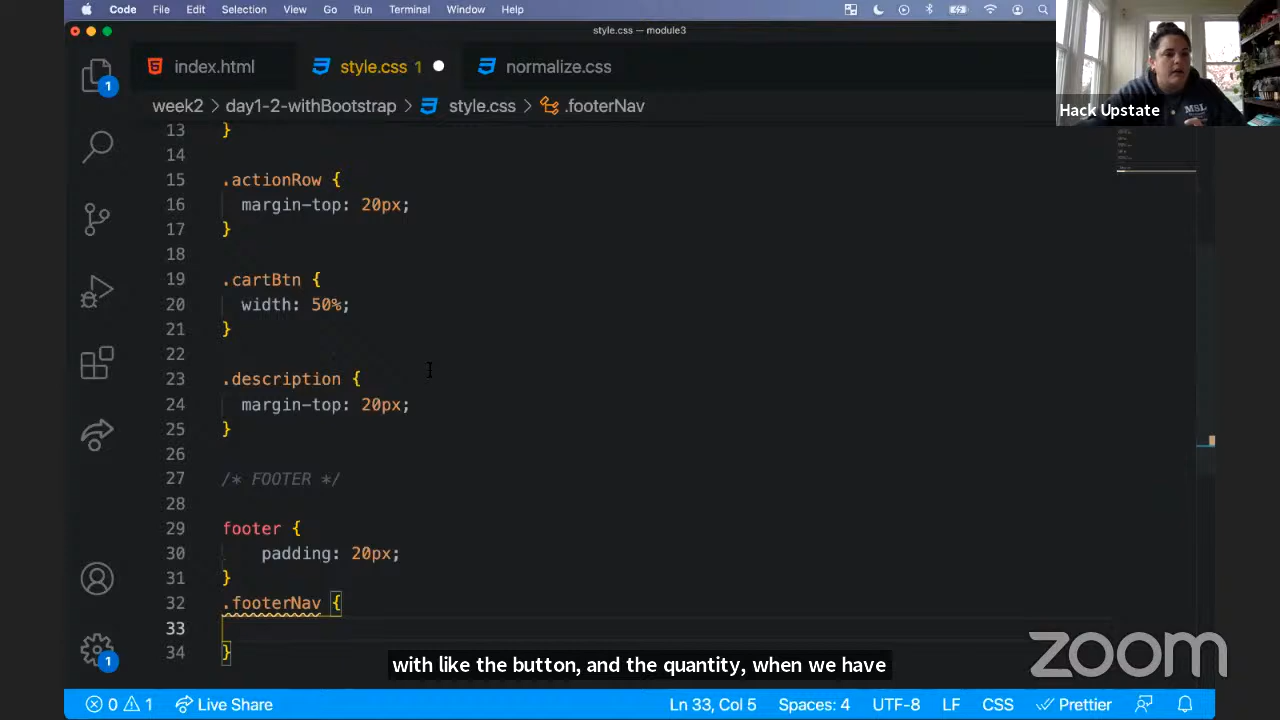 Code File Edit Selection View Go Run Terminal Window Help
style.css — module3
index.html style.css 1 normalize.css
week2 > day1-2-withBootstrap > style.css > .footerNav
Hack Upstate
13 }
14
15 .actionRow {
16 margin-top: 20px;
17 }
18
19 .cartBtn {
20 width: 50%;
21 }
22
23 .description {
24 margin-top: 20px;
25 }
26
27 /* FOOTER */
28
29 footer {
30 padding: 20px;
31 }
32 .footerNav {
33
34 }
1
1
with like the button, and the quantity, when we have
zoom
0 1 Live Share Ln 33, Col 5 Spaces: 4 UTF-8 LF CSS Prettier